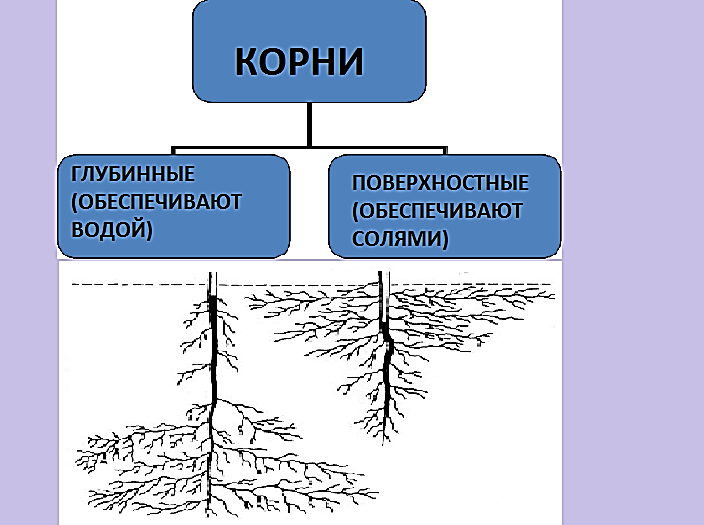 КОРНИ
ГЛУБИННЫЕ
(ОБЕСПЕЧИВАЮТ
ВОДОЙ)
ПОВЕРХНОСТНЫЕ
(ОБЕСПЕЧИВАЮТ
СОЛЯМИ)